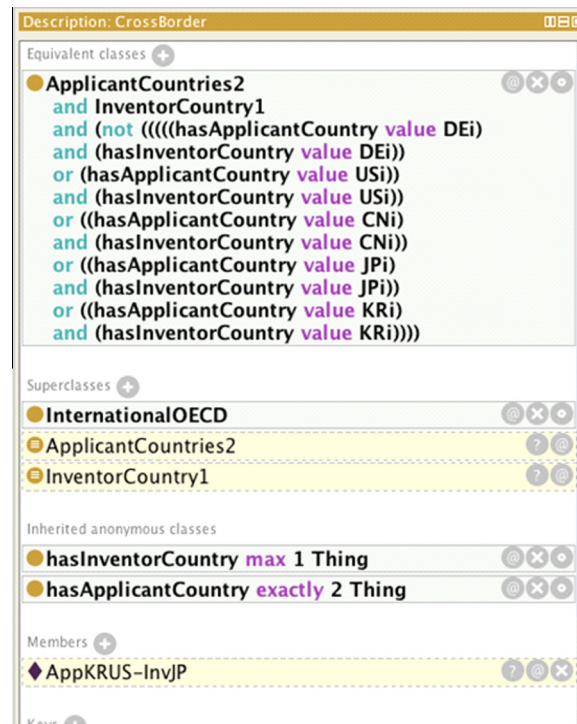 Description: CrossBorder
Equivalent classes
ApplicantCountries2
and InventorCountry1
and (not (((((hasApplicantCountry value DEi)
and (hasInventorCountry value DEi))
or (hasApplicantCountry value USi))
and (hasInventorCountry value USi))
or ((hasApplicantCountry value CNi)
and (hasInventorCountry value CNi))
or ((hasApplicantCountry value JPi)
and (hasInventorCountry value JPi))
or ((hasApplicantCountry value KRi)
and (hasInventorCountry value KRi))))
Superclasses
InternationalOECD
ApplicantCountries2
InventorCountry1
Inherited anonymous classes
hasInventorCountry max 1 Thing
hasApplicantCountry exactly 2 Thing
Members
AppKRUS-InvJP